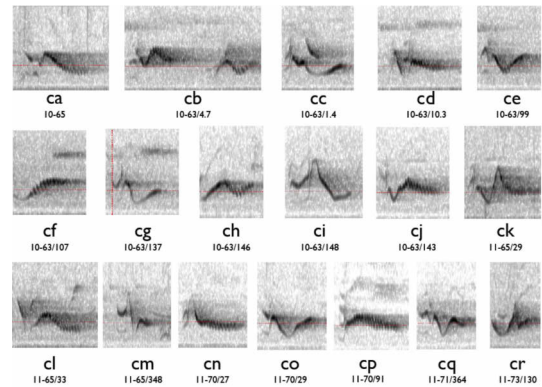 ca cb cc cd ce
10-65 10-63/4.7 10-63/1.4 10-63/10.3 10-63/99
cf cg ch ci cj ck
10-63/107 10-63/137 10-63/146 10-63/148 10-63/143 11-65/29
cl cm cn co cp cq cr
11-65/33 11-65/348 11-70/27 11-70/29 11-70/91 11-71/364 11-73/130